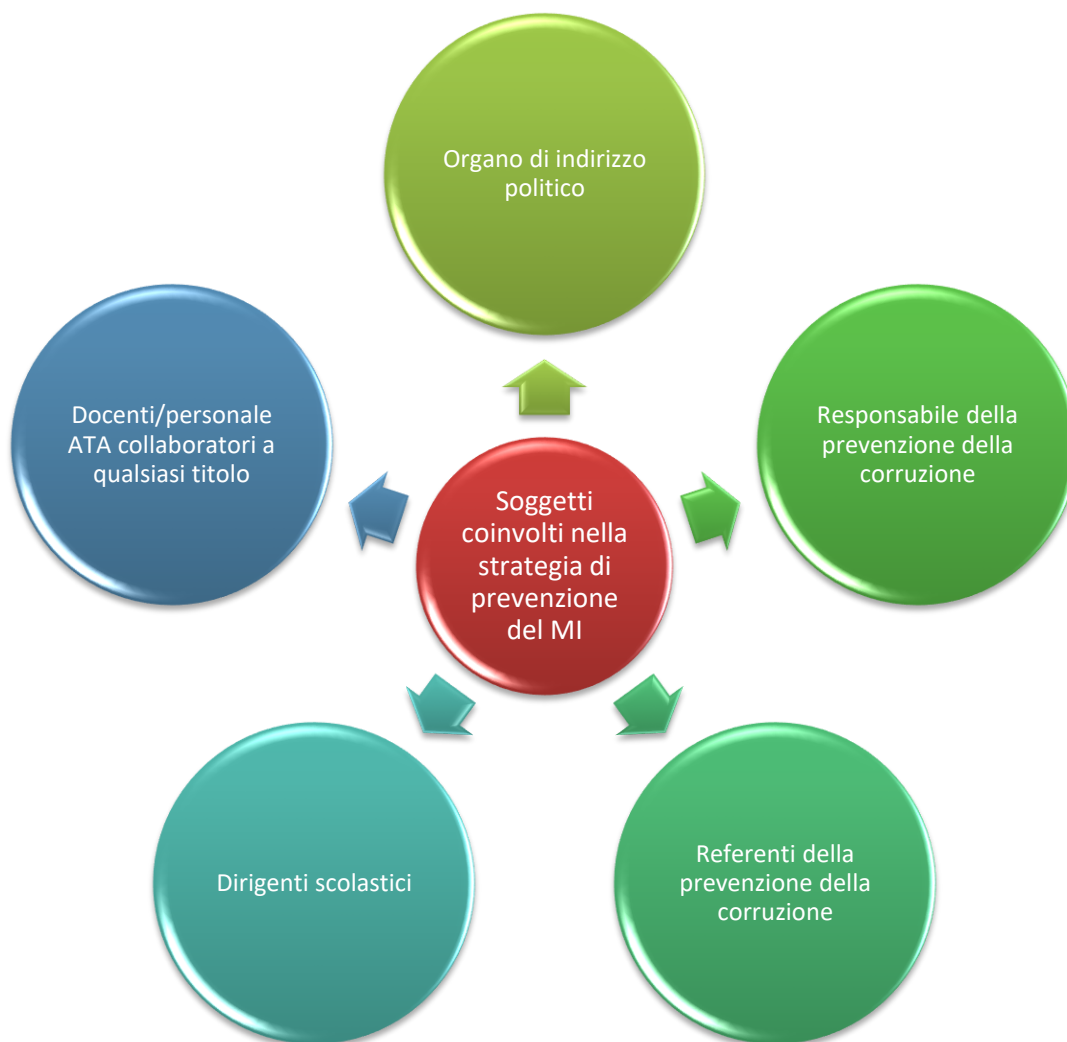 Organo di indirizzo
politico
Docenti/personale
ATA collaboratori a
qualsiasi titolo
Responsabile della
prevenzione della
corruzione
Soggetti
coinvolti nella
strategia di
prevenzione
del MI
Dirigenti scolastici
Referenti della
prevenzione della
corruzione